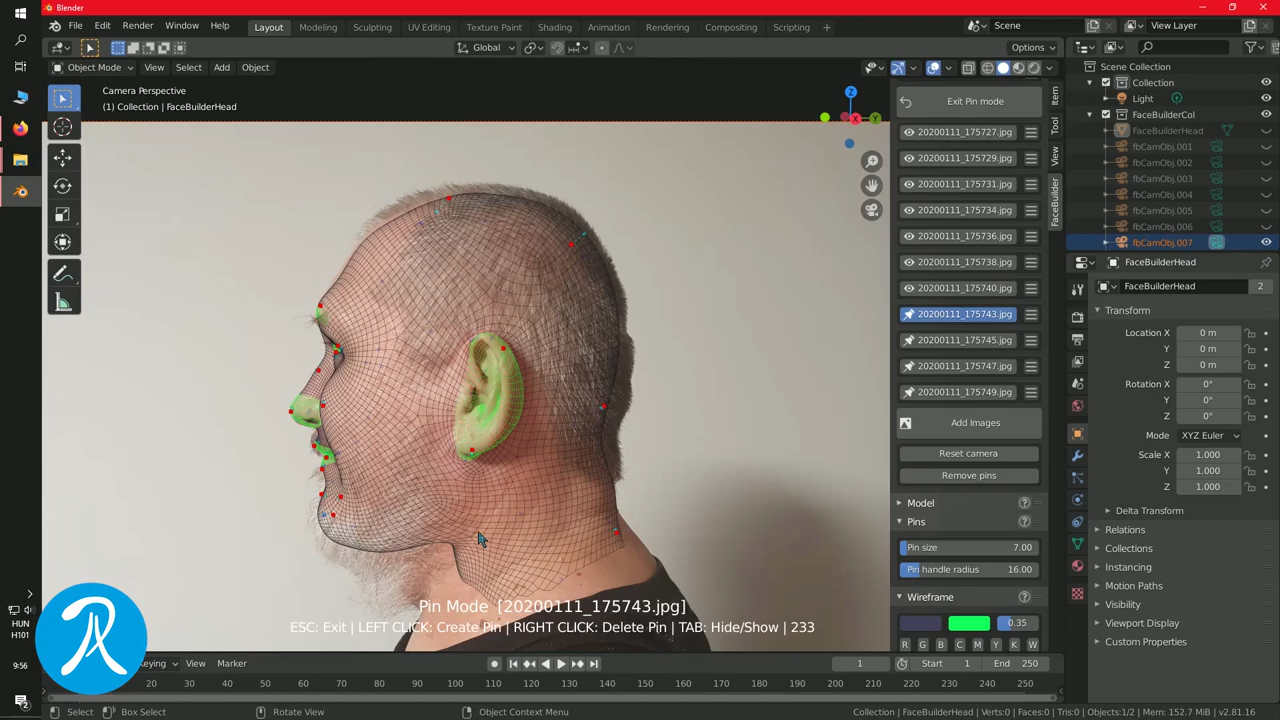 Blender
File Edit Render Window Help Layout Modeling Sculpting UV Editing Texture Paint Shading Animation Rendering Compositing Scripting + Scene View Layer
Global Options
Object Mode View Select Add Object
Camera Perspective
(1) Collection | FaceBuilderHead
Z
X
Y
Exit Pin mode
20200111_175727.jpg
20200111_175729.jpg
20200111_175731.jpg
20200111_175734.jpg
20200111_175736.jpg
20200111_175738.jpg
20200111_175740.jpg
20200111_175743.jpg
20200111_175745.jpg
20200111_175747.jpg
20200111_175749.jpg
Add Images
Reset camera
Remove pins
Model
Pins
Pin size 7.00
Pin handle radius 16.00
Wireframe
0.35
R G B C M Y K W
Item
Tool
View
FaceBuilder
Scene Collection
Collection
Light
FaceBuilderCol
FaceBuilderHead
fbCamObj.001
fbCamObj.002
fbCamObj.003
fbCamObj.004
fbCamObj.005
fbCamObj.006
fbCamObj.007
FaceBuilderHead
FaceBuilderHead 2
Transform
Location X 0 m
Y 0 m
Z 0 m
Rotation X 0°
Y 0°
Z 0°
Mode XYZ Euler
Scale X 1.000
Y 1.000
Z 1.000
Delta Transform
Relations
Collections
Instancing
Motion Paths
Visibility
Viewport Display
Custom Properties
Pin Mode [20200111_175743.jpg]
ESC: Exit | LEFT CLICK: Create Pin | RIGHT CLICK: Delete Pin | TAB: Hide/Show | 233
HUN
H101
9:56
2
Keying View Marker 1 Start 1 End 250
20 30 40 50 60 70 80 90 100 110 120 130 140 150 160 170 180 190 200 210 220 230 240 250
Select Box Select Rotate View Object Context Menu Collection | FaceBuilderHead | Verts:0 | Faces:0 | Tris:0 | Objects:1/2 | Mem: 152.7 MiB | v2.81.16